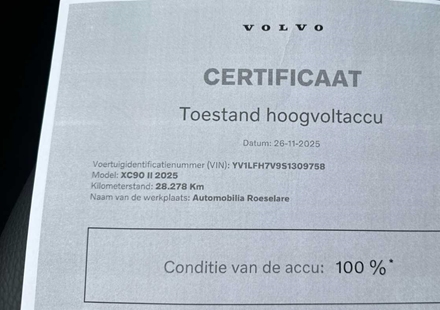 VOLVO
CERTIFICAAT
Toestand hoogvoltaccu
Datum: 26-11-2025
Voertuigidentificatienummer (VIN): YV1LFH7V9S1309758
Model: XC90 II 2025
Kilometerstand: 28.278 Km
Naam van de werkplaats: Automobilia Roeselare
Conditie van de accu: 100 %*